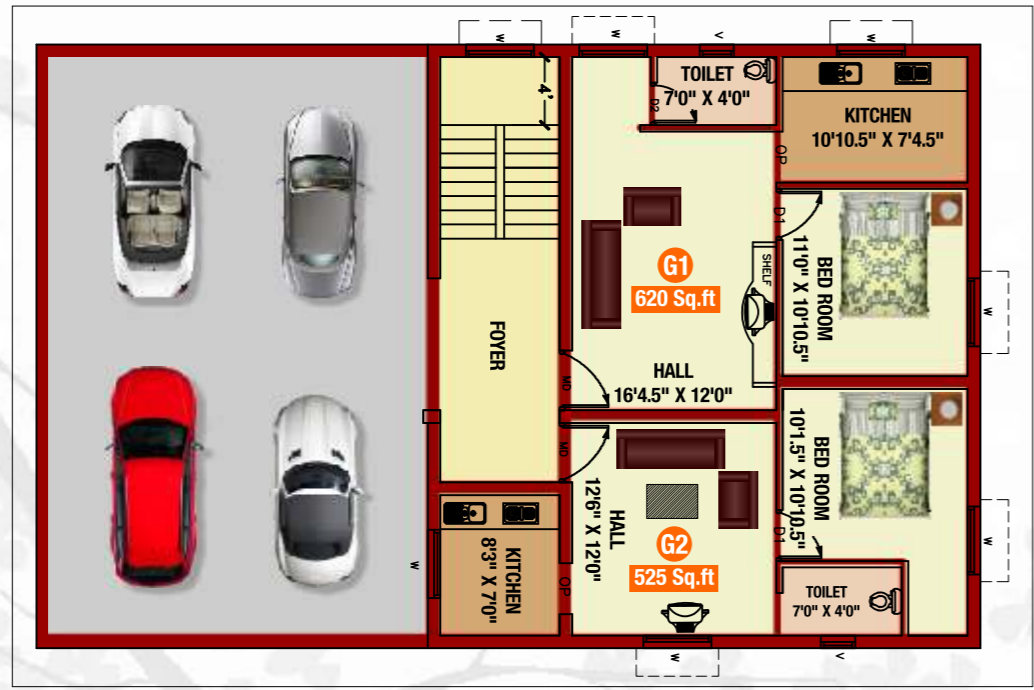 W
W
V
W
4'
TOILET
7'0" X 4'0"
D2
KITCHEN
10'10.5" X 7'4.5"
OP
D1
BED ROOM
11'0" X 10'10.5"
W
SHELF
G1
620 Sq.ft
FOYER
HALL
16'4.5" X 12'0"
MD
MD
BED ROOM
10'1.5" X 10'10.5"
D1
W
HALL
12'6" X 12'0"
G2
525 Sq.ft
KITCHEN
8'3" X 7'0"
OP
W
TOILET
7'0" X 4'0"
W
V